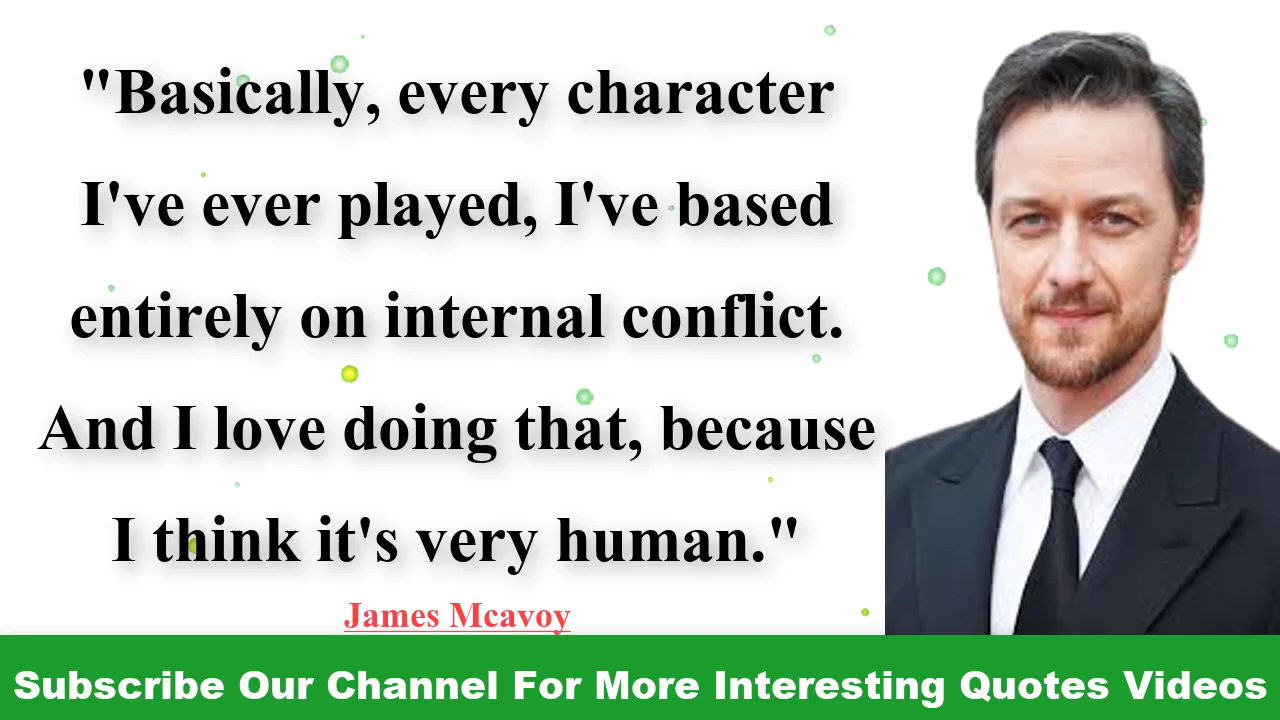 "Basically, every character
I've ever played, I've based
entirely on internal conflict.
And I love doing that, because
I think it's very human."
James Mcavoy
Subscribe Our Channel For More Interesting Quotes Videos